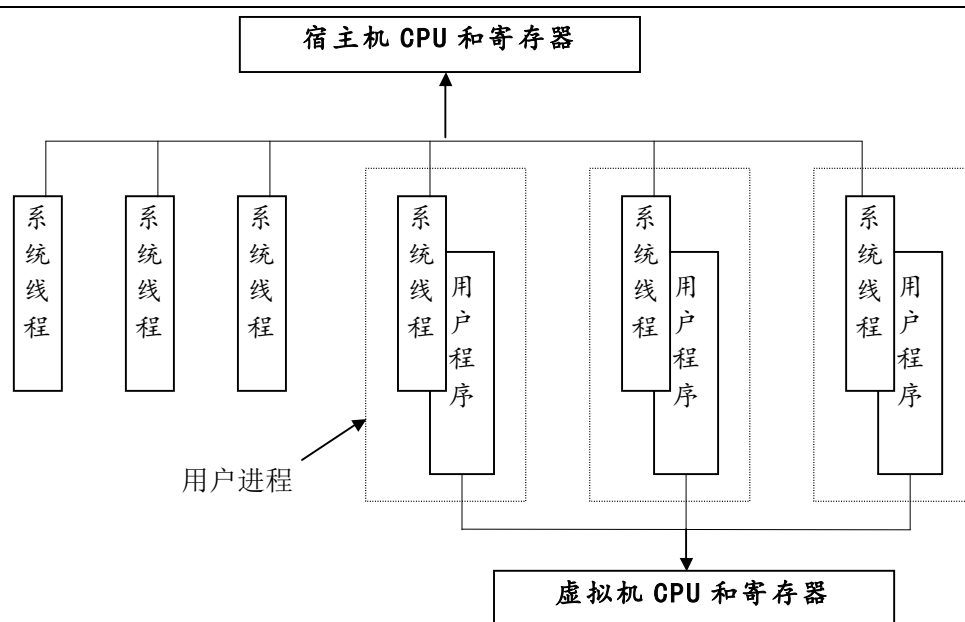 宿主机 CPU 和寄存器
系统线程
系统线程
系统线程
系统线程
用户程序
系统线程
用户程序
系统线程
用户程序
用户进程
虚拟机 CPU 和寄存器